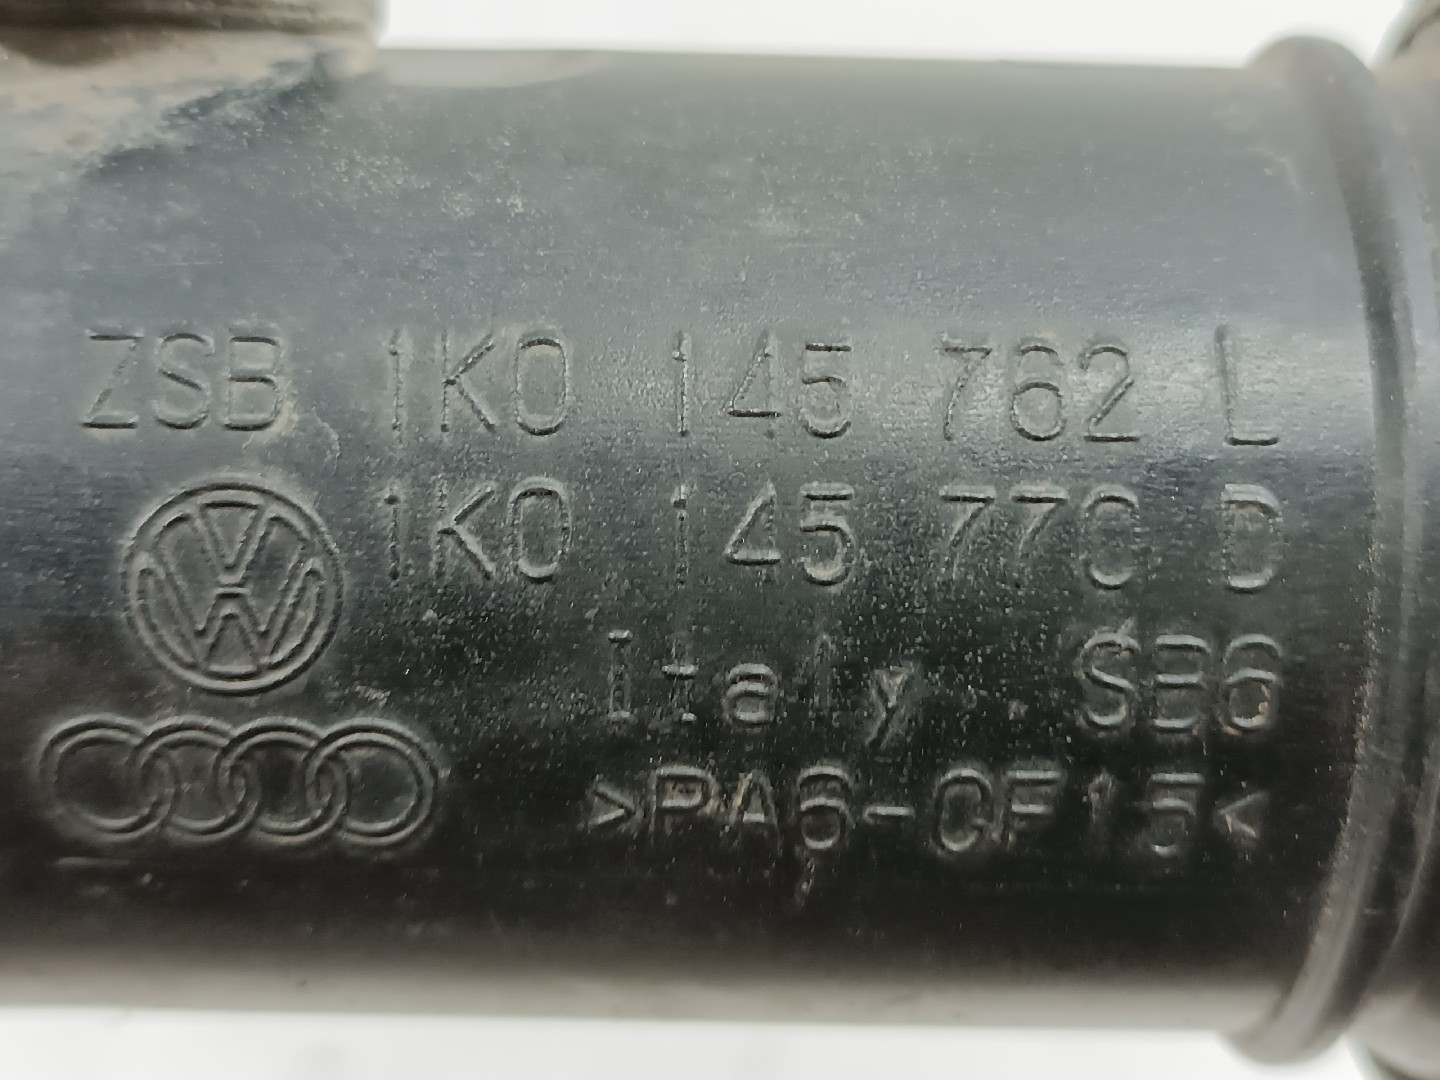 ZSB 1K0 145 762 L
1K0 145 770 D
Italy . SB6
>PA6-GF15<